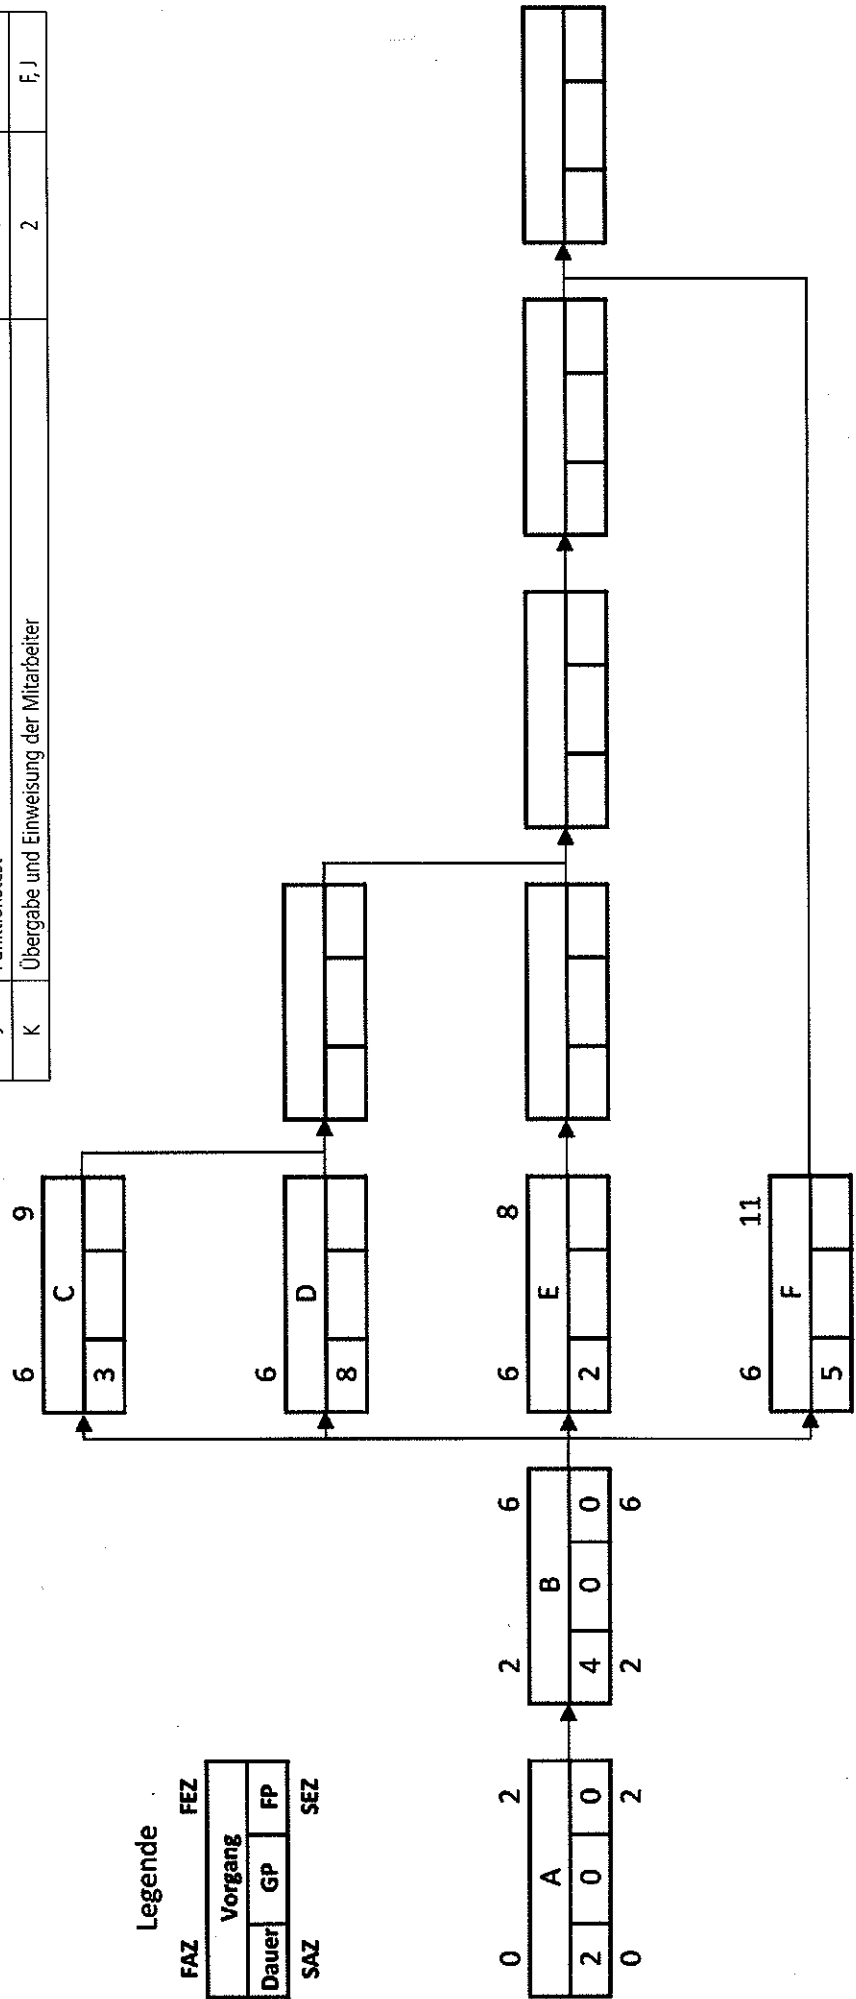 F, J
2
K Übergabe und Einweisung der Mitarbeiter
Legende
FAZ FEZ
Vorgang
Dauer GP FP
SAZ SEZ
0 2
A
2 0 0
0 2
2 6
B
4 0 0
2 6
6 9
C
3
6
D
8
6 8
E
2
6 11
F
5